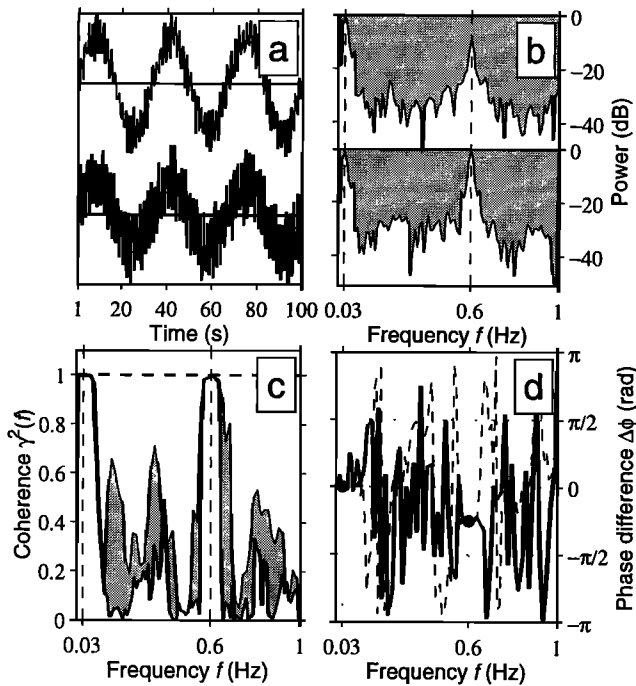 a
1 20 40 60 80 100
Time (s)
b
0
−20
−40
0
−20
−40
Power (dB)
0.03 0.6 1
Frequency f (Hz)
c
1
0.8
0.6
0.4
0.2
0
Coherence γ²(f)
0.03 0.6 1
Frequency f (Hz)
d
π
π/2
0
−π/2
−π
Phase difference Δϕ (rad)
0.03 0.6 1
Frequency f (Hz)